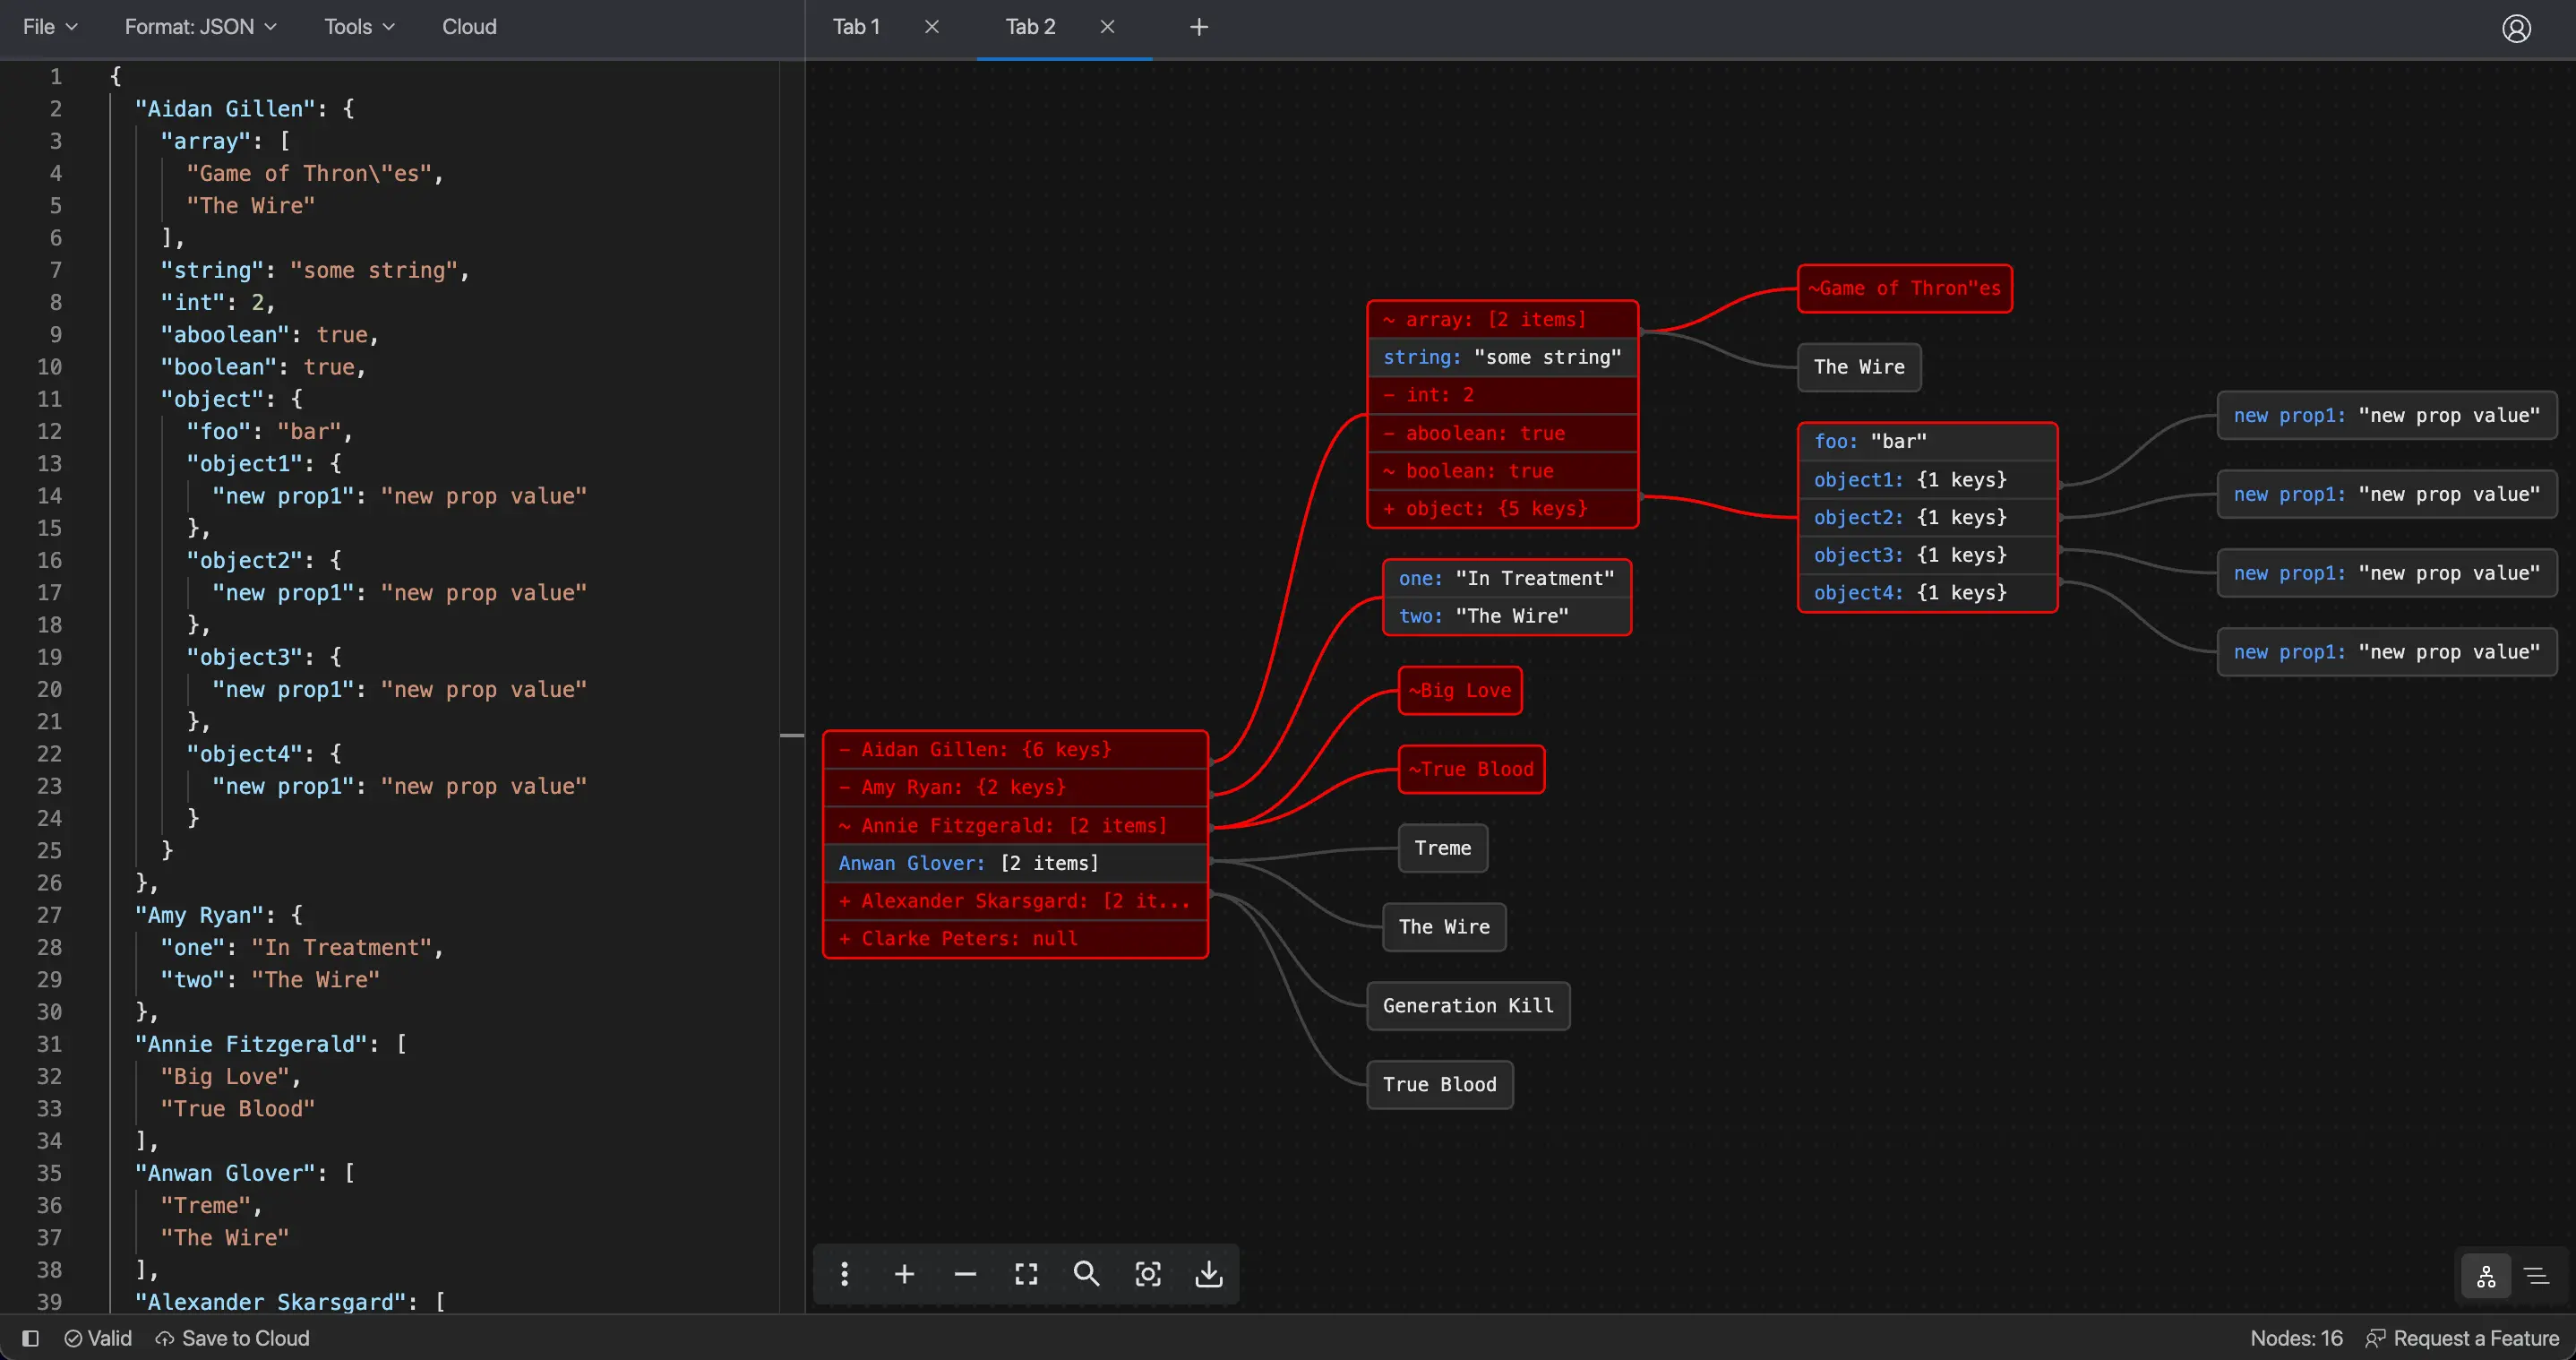 File Format: JSON Tools Cloud Tab 1 Tab 2
1 {
2 "Aidan Gillen": {
3 "array": [
4 "Game of Thron\"es",
5 "The Wire"
6 ],
7 "string": "some string",
8 "int": 2,
9 "aboolean": true,
10 "boolean": true,
11 "object": {
12 "foo": "bar",
13 "object1": {
14 "new prop1": "new prop value"
15 },
16 "object2": {
17 "new prop1": "new prop value"
18 },
19 "object3": {
20 "new prop1": "new prop value"
21 },
22 "object4": {
23 "new prop1": "new prop value"
24 }
25 }
26 },
27 "Amy Ryan": {
28 "one": "In Treatment",
29 "two": "The Wire"
30 },
31 "Annie Fitzgerald": [
32 "Big Love",
33 "True Blood"
34 ],
35 "Anwan Glover": [
36 "Treme",
37 "The Wire"
38 ],
39 "Alexander Skarsgard": [
- Aidan Gillen: {6 keys}
- Amy Ryan: {2 keys}
~ Annie Fitzgerald: [2 items]
Anwan Glover: [2 items]
+ Alexander Skarsgard: [2 it...
+ Clarke Peters: null
~ array: [2 items]
string: "some string"
- int: 2
- aboolean: true
~ boolean: true
+ object: {5 keys}
one: "In Treatment"
two: "The Wire"
~Big Love
~True Blood
Treme
The Wire
Generation Kill
True Blood
~Game of Thron"es
The Wire
foo: "bar"
object1: {1 keys}
object2: {1 keys}
object3: {1 keys}
object4: {1 keys}
new prop1: "new prop value"
new prop1: "new prop value"
new prop1: "new prop value"
new prop1: "new prop value"
Valid Save to Cloud Nodes: 16 Request a Feature